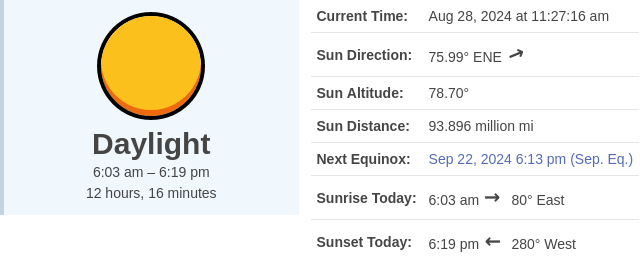 Daylight
6:03 am – 6:19 pm
12 hours, 16 minutes
Current Time: Aug 28, 2024 at 11:27:16 am
Sun Direction: 75.99° ENE ↑
Sun Altitude: 78.70°
Sun Distance: 93.896 million mi
Next Equinox: Sep 22, 2024 6:13 pm (Sep. Eq.)
Sunrise Today: 6:03 am → 80° East
Sunset Today: 6:19 pm ← 280° West